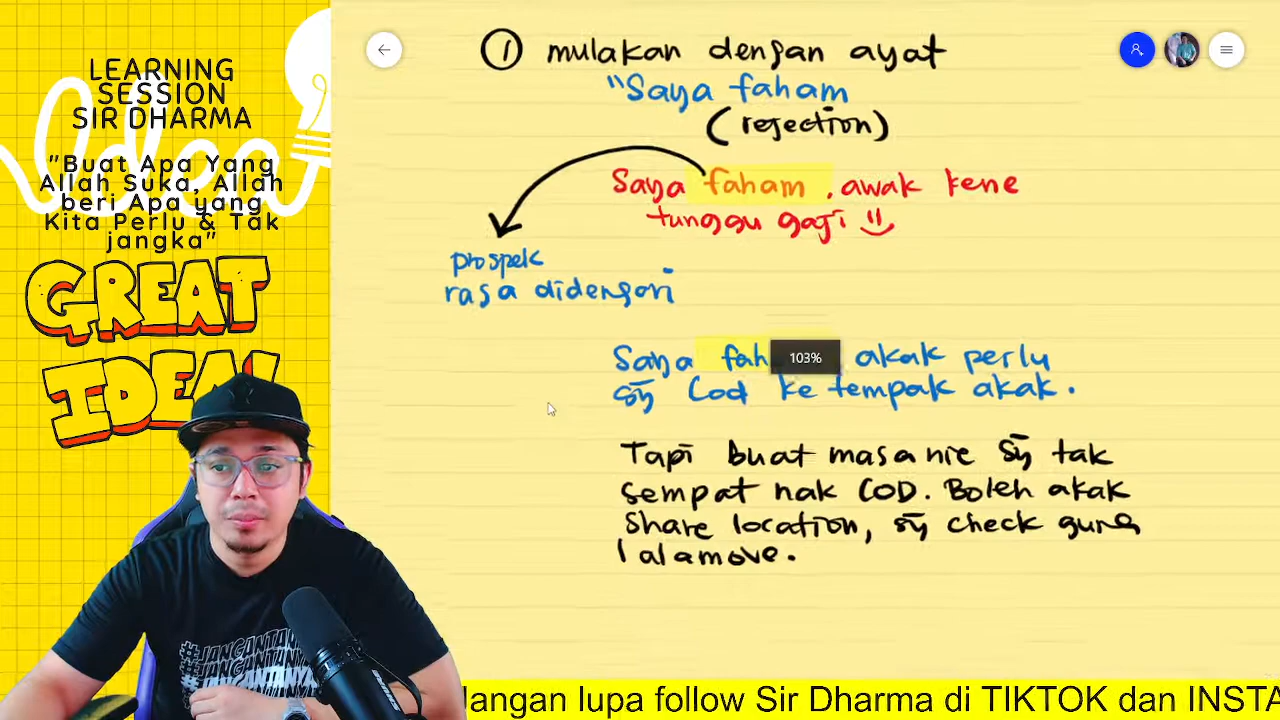 LEARNING
SESSION
SIR DHARMA
"Buat Apa Yang
Allah Suka, Allah
beri Apa yang
Kita Perlu & Tak
jangka"
GREAT
IDEA!
① mulakan dengan ayat
"Saya faham
(rejection)
Saya faham, awak kene
tunggu gaji
prospek
rasa didengari
Saya fah akak perlu
sy Cod ke tempak akak.
103%
Tapi buat masa nie sy tak
sempat nak COD. Boleh akak
share location, sy check guna
lalamove.
#JANGANTA
#JANGANTANY
Jangan lupa follow Sir Dharma di TIKTOK dan INSTA